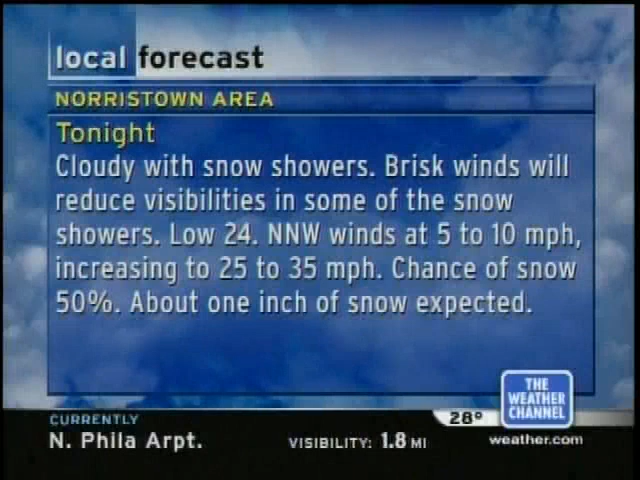 local forecast
NORRISTOWN AREA
Tonight
Cloudy with snow showers. Brisk winds will
reduce visibilities in some of the snow
showers. Low 24. NNW winds at 5 to 10 mph,
increasing to 25 to 35 mph. Chance of snow
50%. About one inch of snow expected.
THE
WEATHER
CHANNEL
CURRENTLY
28°
N. Phila Arpt.
VISIBILITY: 1.8 MI
weather.com